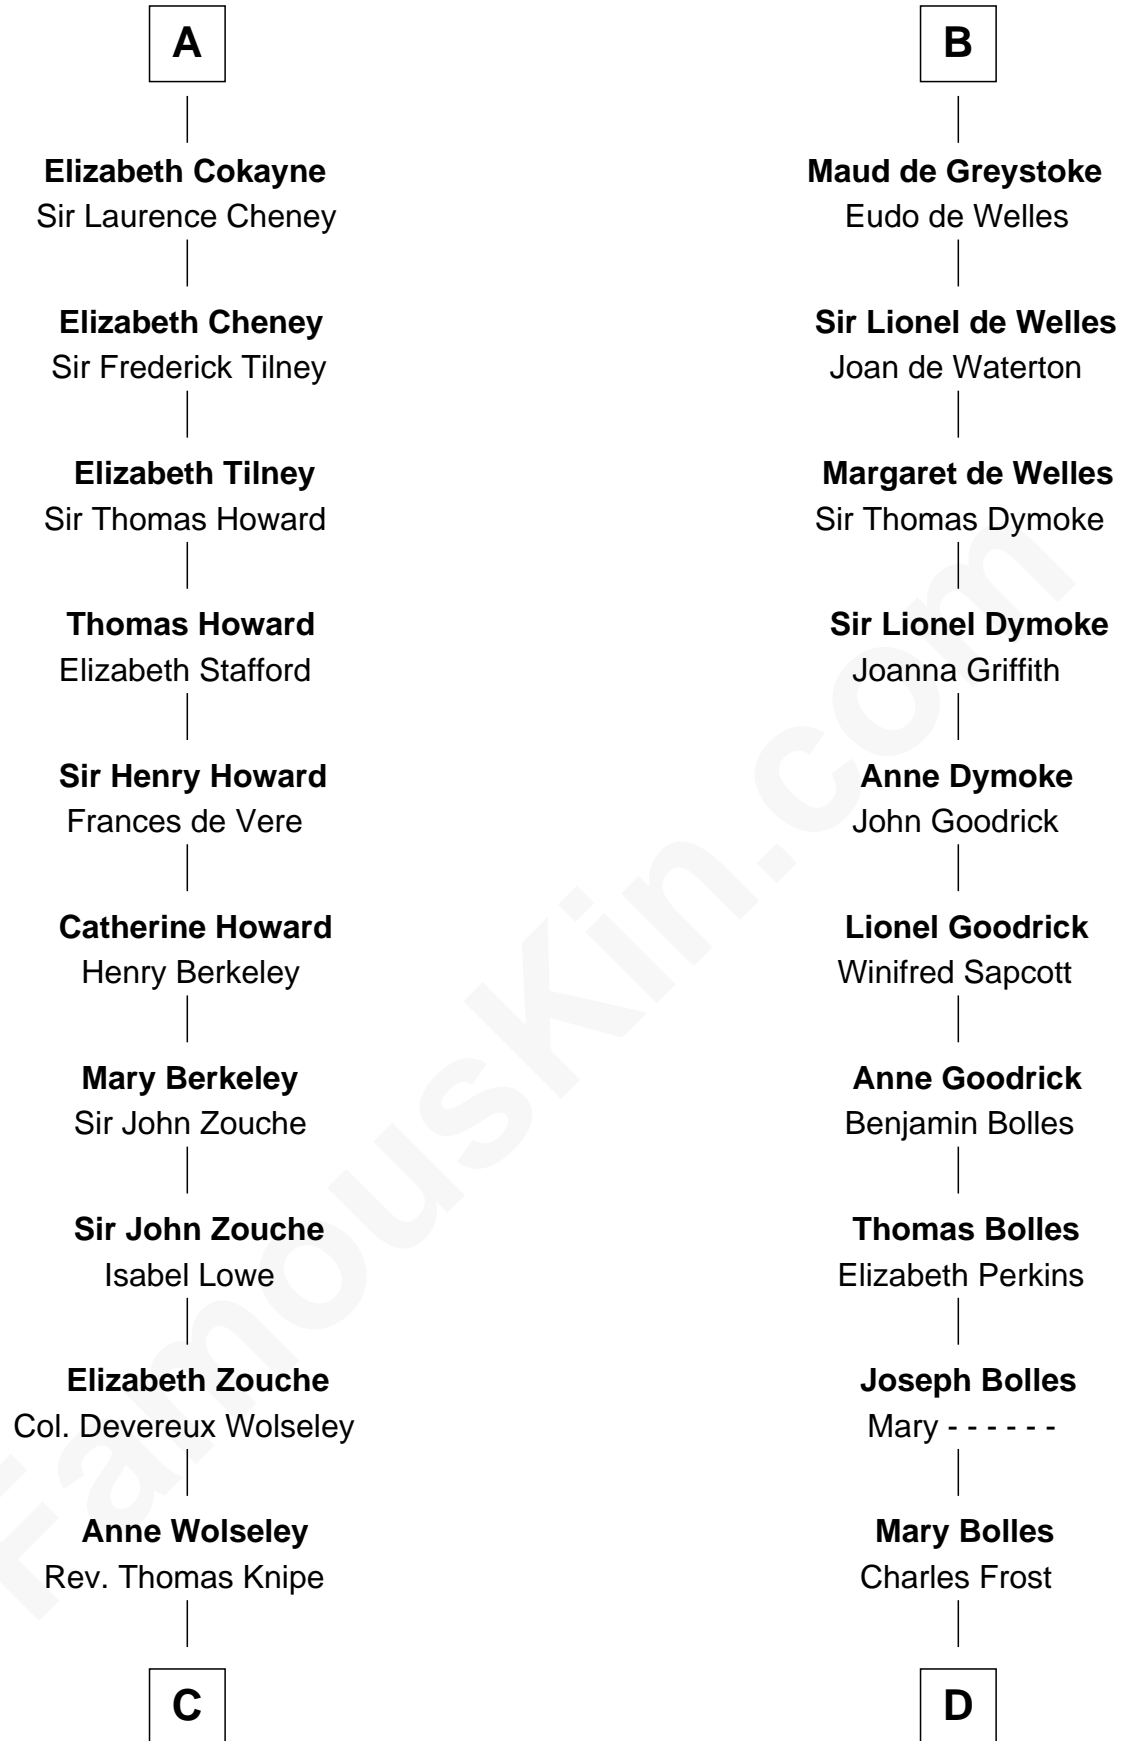 A
Elizabeth Cokayne
Sir Laurence Cheney
Elizabeth Cheney
Sir Frederick Tilney
Elizabeth Tilney
Sir Thomas Howard
Thomas Howard
Elizabeth Stafford
Sir Henry Howard
Frances de Vere
Catherine Howard
Henry Berkeley
Mary Berkeley
Sir John Zouche
Sir John Zouche
Isabel Lowe
Elizabeth Zouche
Col. Devereux Wolseley
Anne Wolseley
Rev. Thomas Knipe
C
B
Maud de Greystoke
Eudo de Welles
Sir Lionel de Welles
Joan de Waterton
Margaret de Welles
Sir Thomas Dymoke
Sir Lionel Dymoke
Joanna Griffith
Anne Dymoke
John Goodrick
Lionel Goodrick
Winifred Sapcott
Anne Goodrick
Benjamin Bolles
Thomas Bolles
Elizabeth Perkins
Joseph Bolles
Mary - - - - - -
Mary Bolles
Charles Frost
D
FamousKin.com